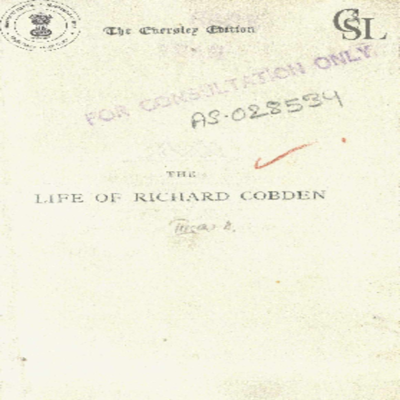 The Eversley Edition
CSL
FOR CONSULTATION ONLY
AS-028534
THE
LIFE OF RICHARD COBDEN